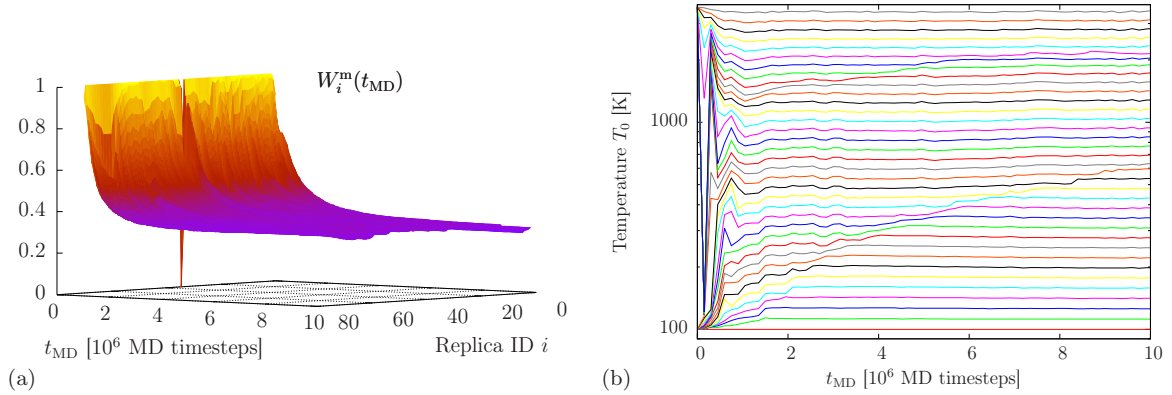 W_i^m(t_MD)
1
0.8
0.6
0.4
0.2
0
0 2 4 6 8 10 80 60 40 20 0
t_MD [10^6 MD timesteps] Replica ID i
(a)
Temperature T_0 [K]
1000
100
0 2 4 6 8 10
t_MD [10^6 MD timesteps]
(b)